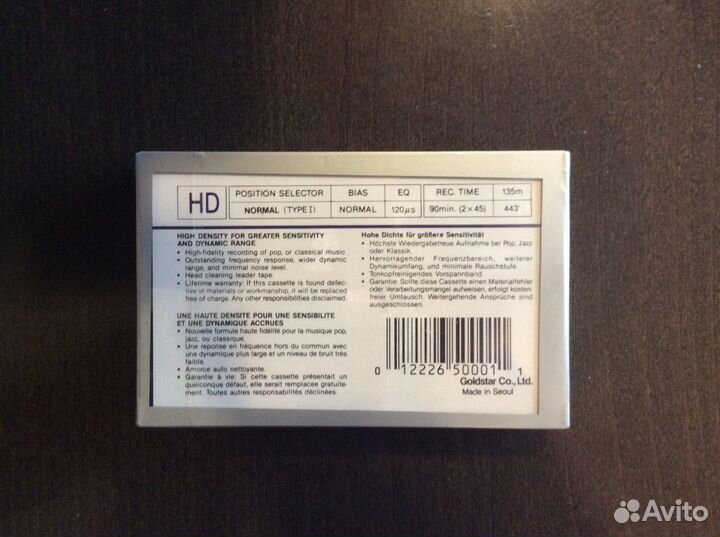 HD
POSITION SELECTOR BIAS EQ REC. TIME 135m
NORMAL (TYPE I) NORMAL 120μs 90min. (2×45) 443'
HIGH DENSITY FOR GREATER SENSITIVITY
AND DYNAMIC RANGE
• High-fidelity recording of pop, or classical music.
• Outstanding frequency response, wider dynamic
range, and minimal noise level.
• Head cleaning leader tape.
• Lifetime warranty: If this cassette is found defec-
tive in materials or workmanship, it will be replaced
free of charge. Any other responsibilities disclaimed.
UNE HAUTE DENSITE POUR UNE SENSIBILITE
ET UNE DYNAMIQUE ACCRUES
• Nouvelle formule haute fidélité pour la musique pop,
jazz, ou classique.
• Une reponse en fréquence hors du commun avec
une dynamique plus large et un niveau de bruit très
faible.
• Amorce auto nettoyante.
• Garantie à vie: Si cette cassette présentait un
quelconque défaut, elle serait remplacee gratuite-
ment. Toutes autres responsabilités déclinées.
Hohe Dichte für größere Sensitivität
• Höchste Wiedergabetreue Aufnahme bei Pop, Jazz
oder Klassik.
• Hervorragender Frequenzbereich, weiterer
Dynamikumfang, und minimale Rauschstufe.
• Tonkopfreinigendes Vorspannband.
• Garantie: Sollte diese Cassette einen Materialfehler
oder Verarbeitungsmangel aufweisen, erfolgt kosten-
freier Umtausch. Weitergehende Ansprüche sind
ausgeschlossen.
0 12226 50001 1
Goldstar Co., Ltd.
Made in Seoul
Avito